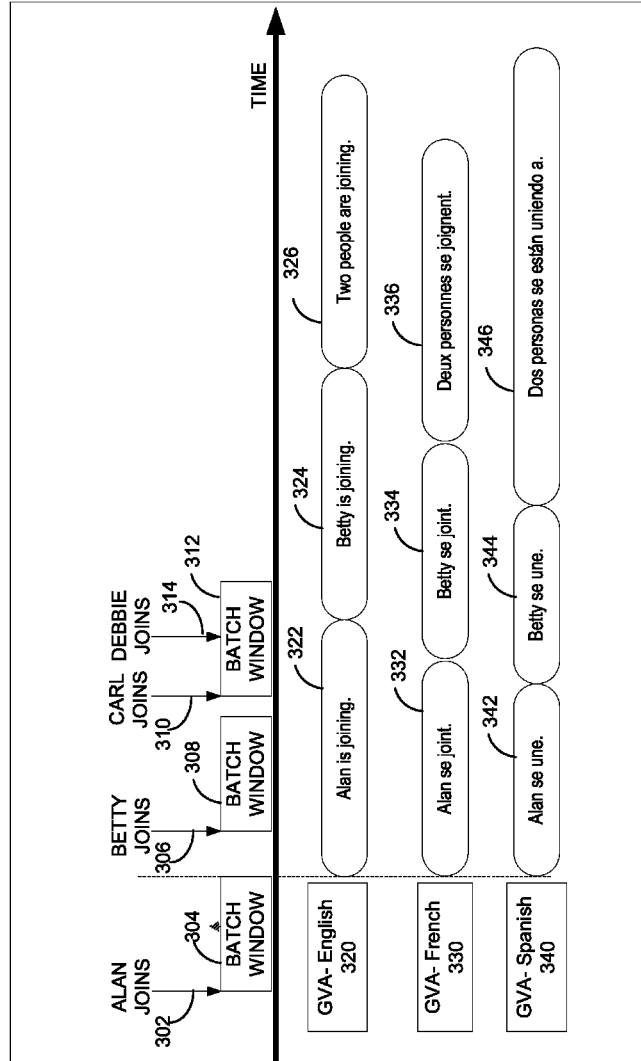 ALAN
JOINS
302
304
BATCH
WINDOW
BETTY
JOINS
306
308
BATCH
WINDOW
CARL
JOINS
310
DEBBIE
JOINS
314
312
BATCH
WINDOW
TIME
GVA- English
320
322
Alan is joining.
324
Betty is joining.
326
Two people are joining.
GVA- French
330
332
Alan se joint.
334
Betty se joint.
336
Deux personnes se joignent.
GVA- Spanish
340
342
Alan se une.
344
Betty se une.
346
Dos personas se están uniendo a.